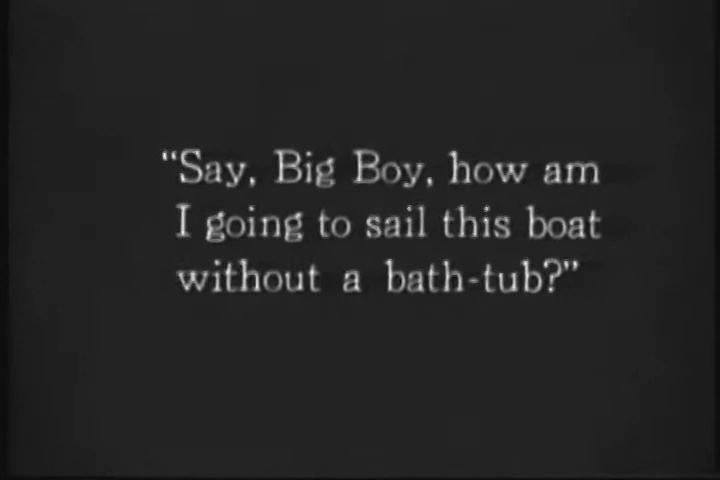 “Say, Big Boy, how am
I going to sail this boat
without a bath-tub?”